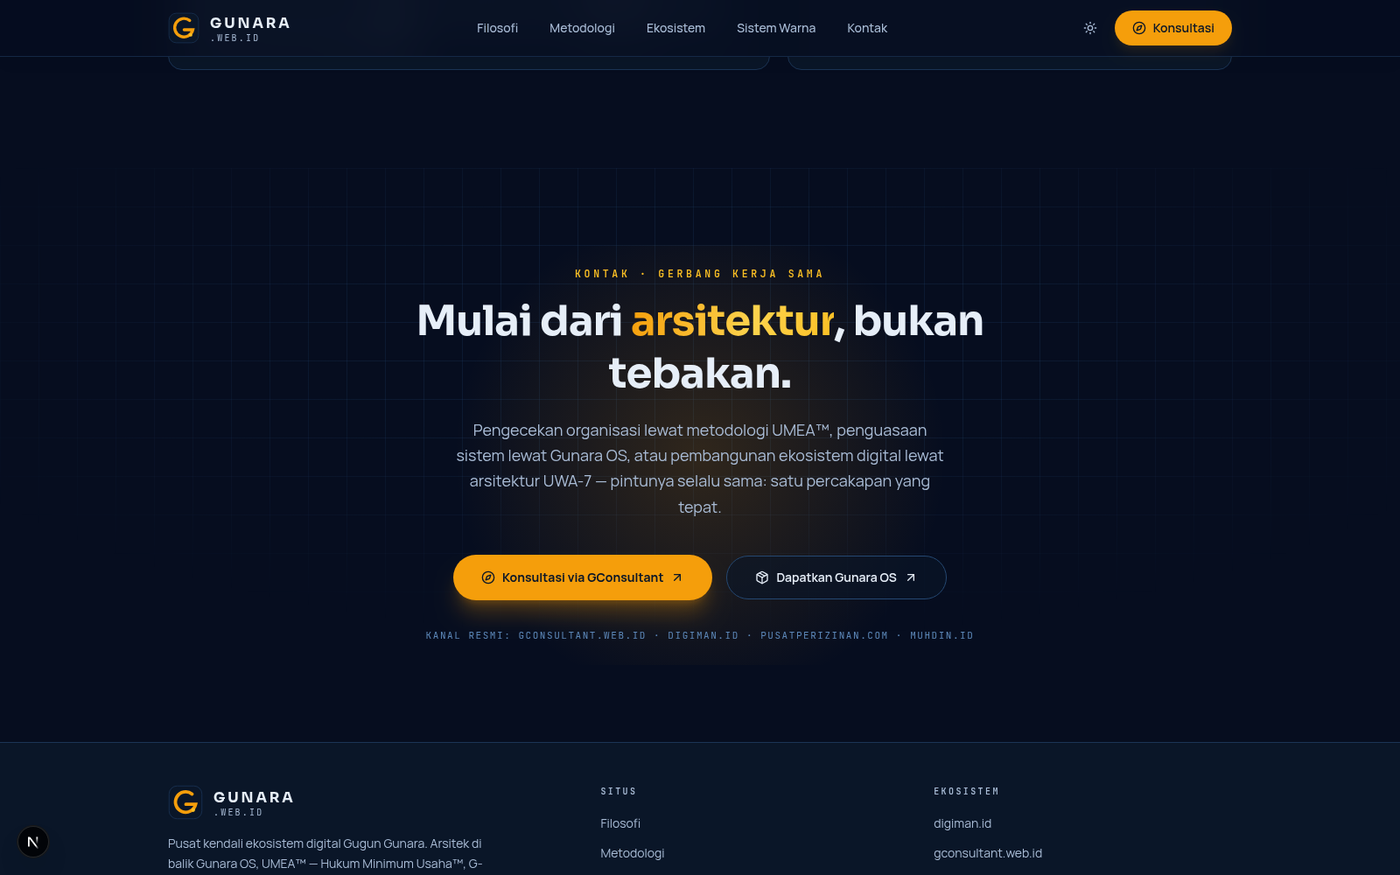 GUNARA
.WEB.ID
Filosofi
Metodologi
Ekosistem
Sistem Warna
Kontak
Konsultasi
KONTAK · GERBANG KERJA SAMA
Mulai dari arsitektur, bukan
tebakan.
Pengecekan organisasi lewat metodologi UMEA™, penguasaan
sistem lewat Gunara OS, atau pembangunan ekosistem digital lewat
arsitektur UWA-7 — pintunya selalu sama: satu percakapan yang
tepat.
Konsultasi via GConsultant
Dapatkan Gunara OS
KANAL RESMI: GCONSULTANT.WEB.ID · DIGIMAN.ID · PUSATPERIZINAN.COM · MUHDIN.ID
GUNARA
.WEB.ID
Pusat kendali ekosistem digital Gugun Gunara. Arsitek di
balik Gunara OS, UMEA™ — Hukum Minimum Usaha™, G-
SITUS
Filosofi
Metodologi
EKOSISTEM
digiman.id
gconsultant.web.id